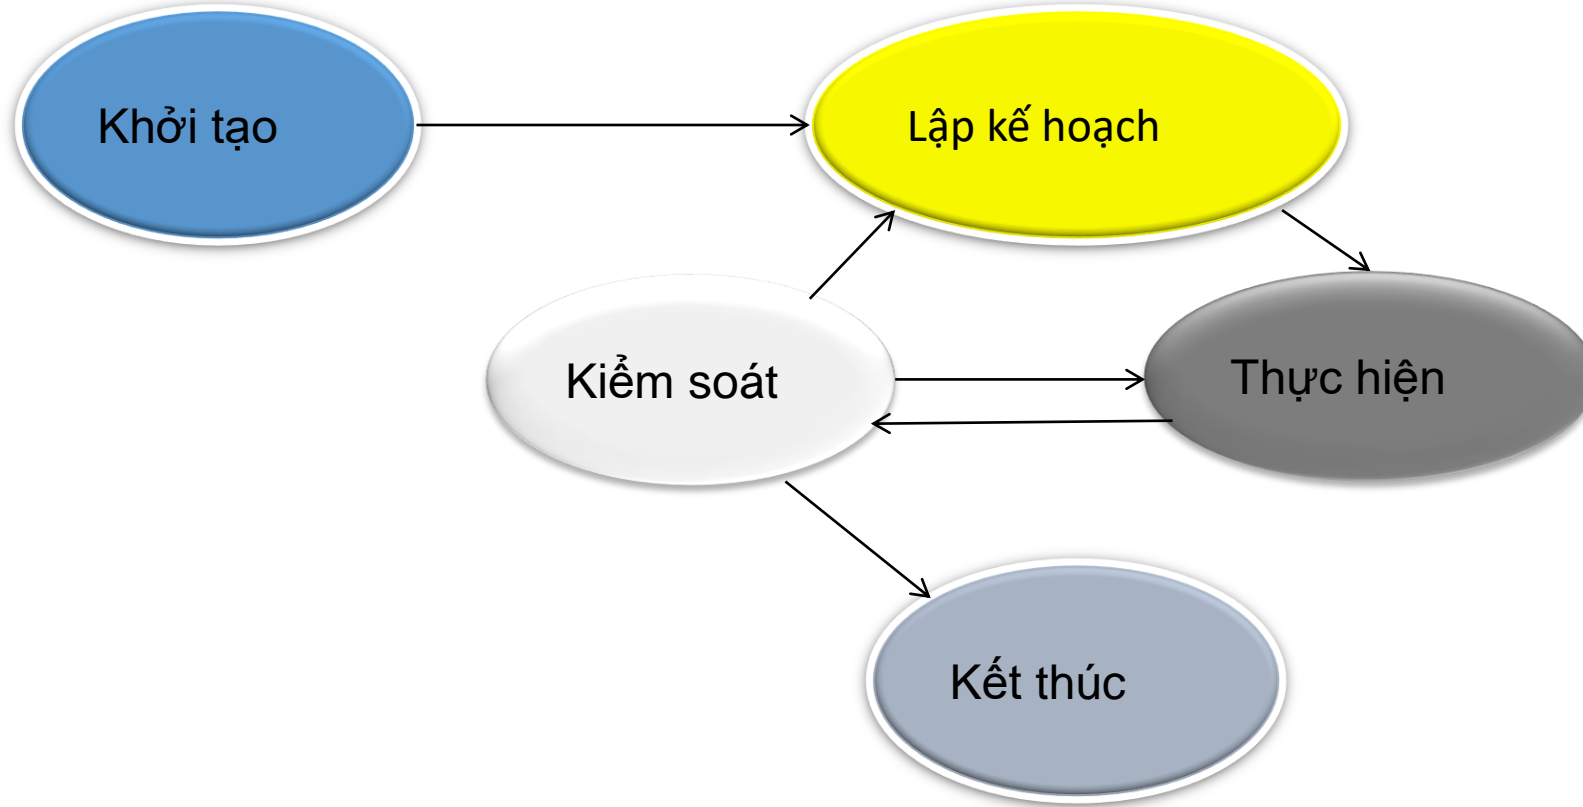 Khởi tạo
Lập kế hoạch
Kiểm soát
Thực hiện
Kết thúc